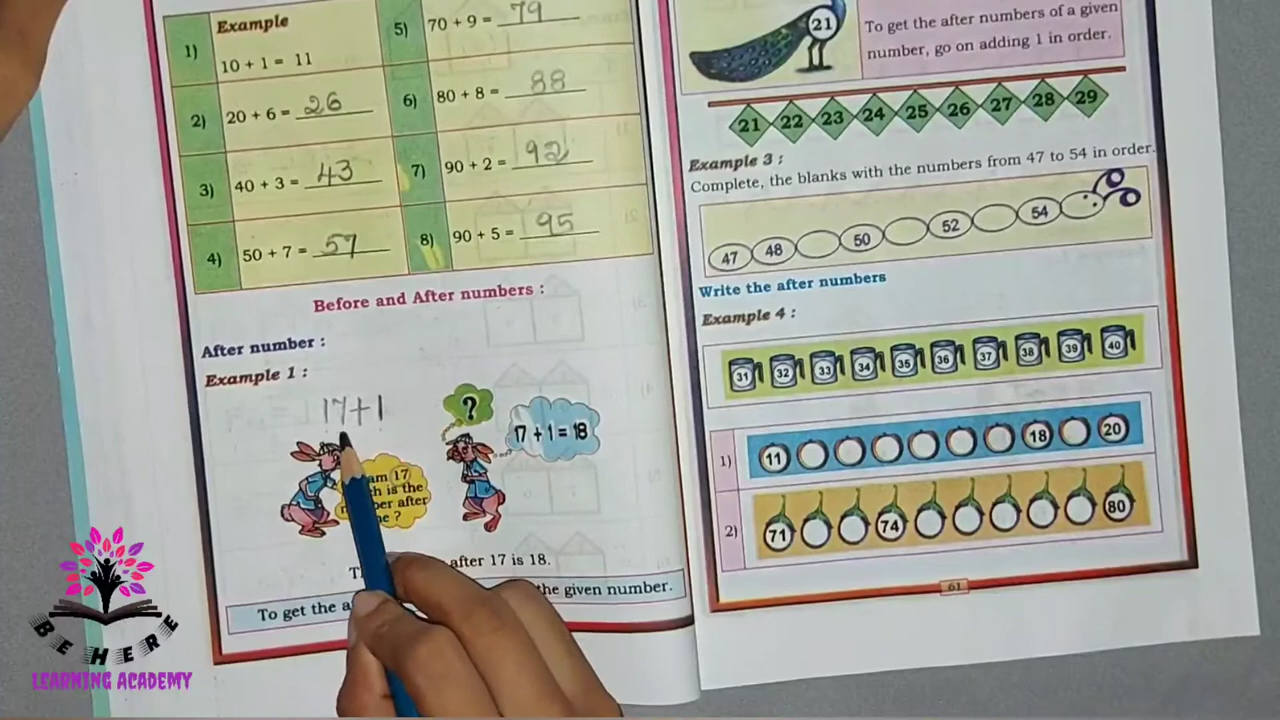 Example
1) 10 + 1 = 11
2) 20 + 6 = 26
3) 40 + 3 = 43
4) 50 + 7 = 57
5) 70 + 9 = 79
6) 80 + 8 = 88
7) 90 + 2 = 92
8) 90 + 5 = 95
Before and After numbers :
After number :
Example 1 :
17+1
am 17
is the
after
?
?
17 + 1 = 18
after 17 is 18.
To get the
the given number.
21
To get the after numbers of a given
number, go on adding 1 in order.
21 22 23 24 25 26 27 28 29
Example 3 :
Complete, the blanks with the numbers from 47 to 54 in order.
47 48 50 52 54
Write the after numbers
Example 4 :
31 32 33 34 35 36 37 38 39 40
1) 11 18 20
2) 71 74 80
61
BEHERE
LEARNING ACADEMY